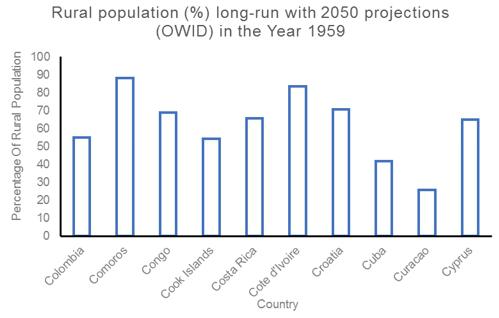 Rural population (%) long-run with 2050 projections
(OWID) in the Year 1959
Percentage Of Rural Population
100
90
80
70
60
50
40
30
20
10
0
Colombia
Comoros
Congo
Cook Islands
Costa Rica
Cote d'Ivoire
Croatia
Cuba
Curacao
Cyprus
Country